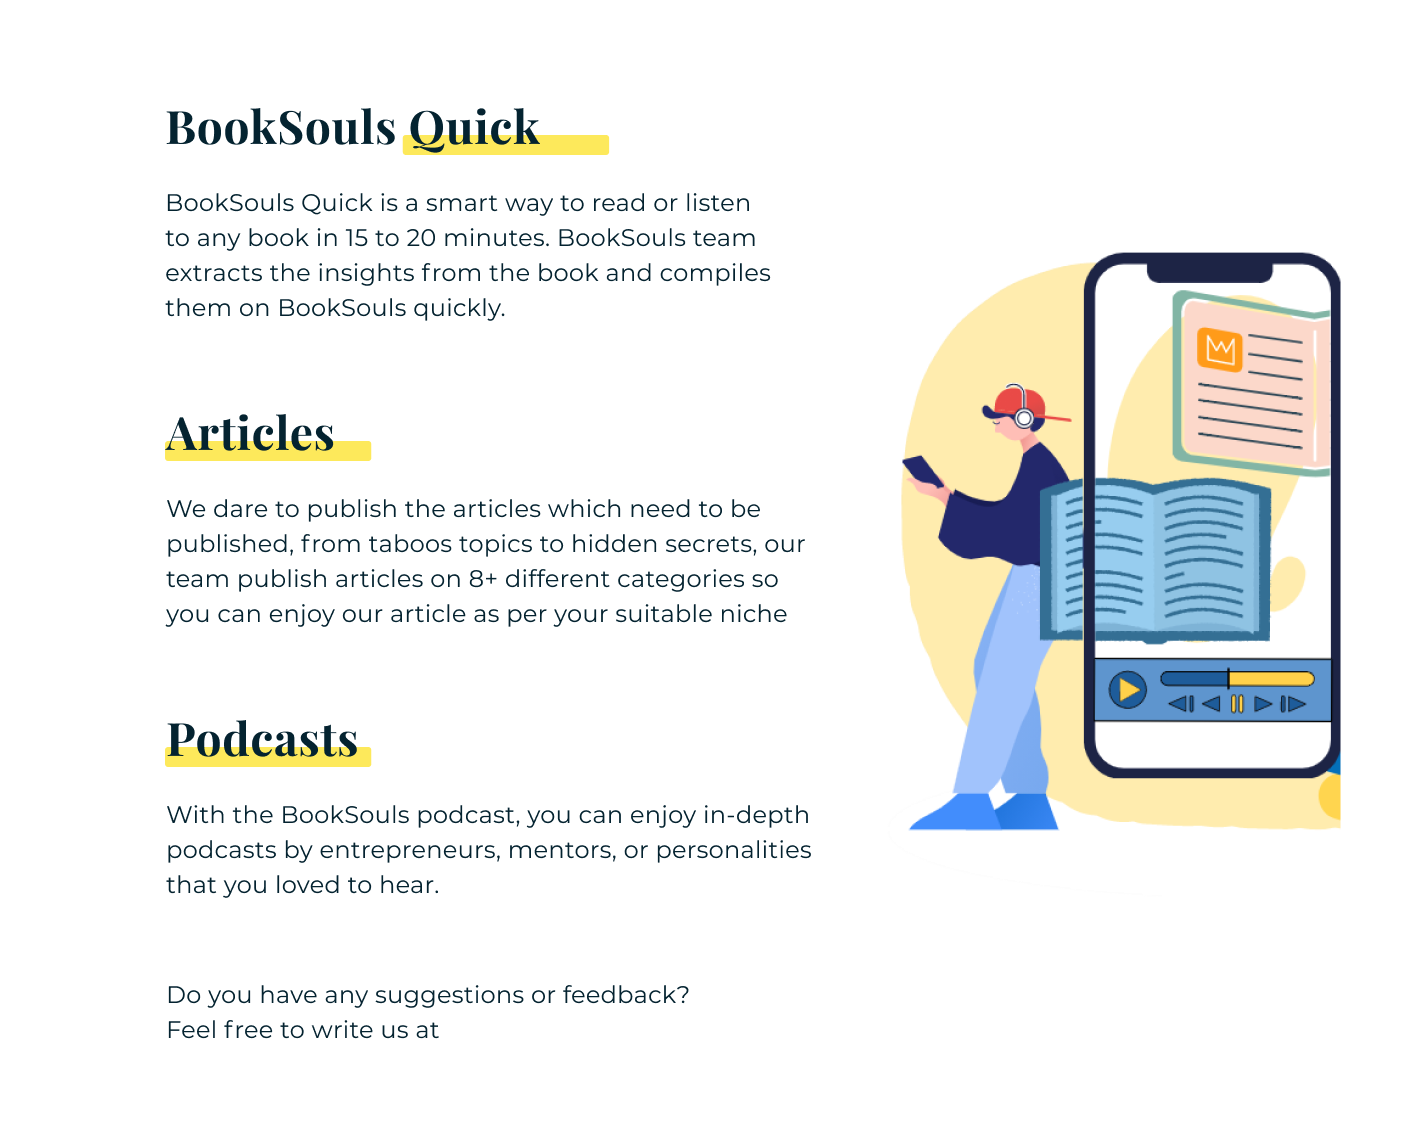 BookSouls Quick
BookSouls Quick is a smart way to read or listen
to any book in 15 to 20 minutes. BookSouls team
extracts the insights from the book and compiles
them on BookSouls quickly.
Articles
We dare to publish the articles which need to be
published, from taboos topics to hidden secrets, our
team publish articles on 8+ different categories so
you can enjoy our article as per your suitable niche
Podcasts
With the BookSouls podcast, you can enjoy in-depth
podcasts by entrepreneurs, mentors, or personalities
that you loved to hear.
Do you have any suggestions or feedback?
Feel free to write us at